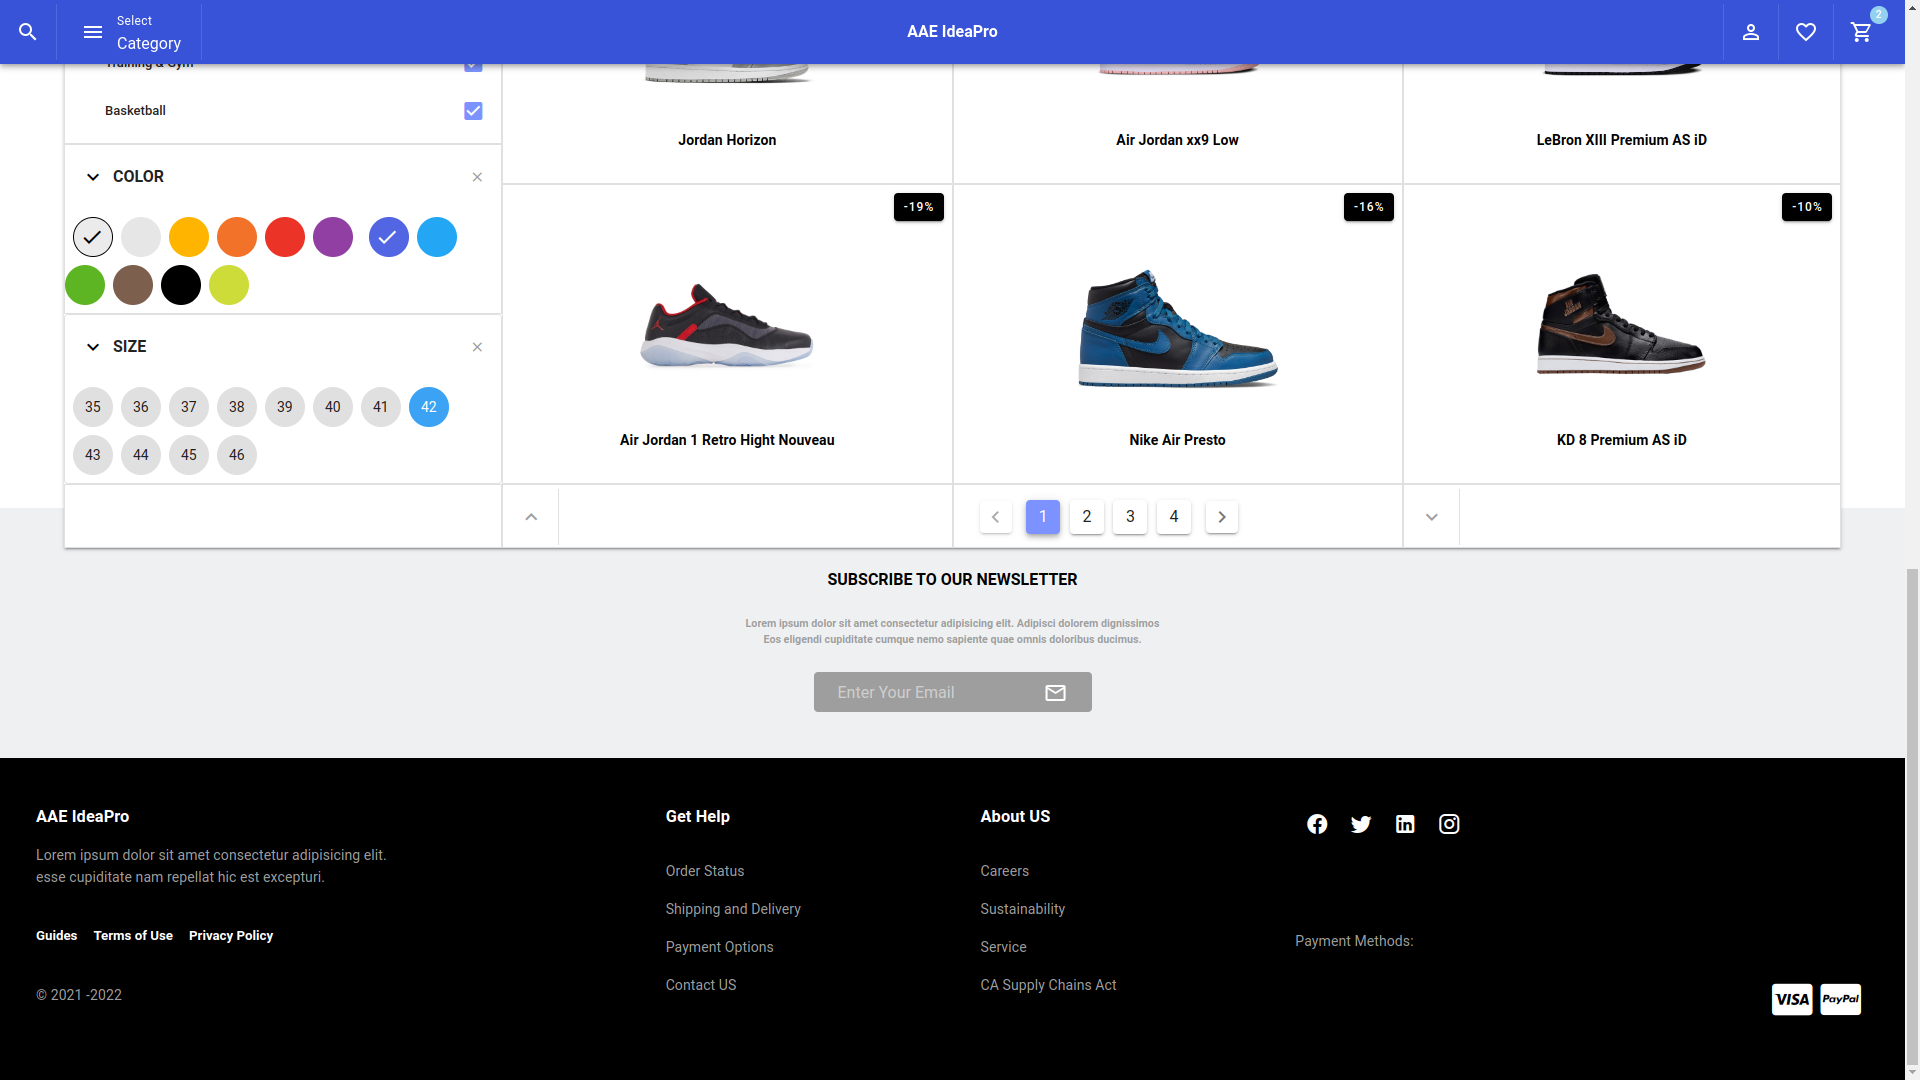 Select
Category
AAE IdeaPro
2
Training & Gym
Basketball
Jordan Horizon
Air Jordan xx9 Low
LeBron XIII Premium AS iD
COLOR
-19%
-16%
-10%
SIZE
35 36 37 38 39 40 41 42
43 44 45 46
Air Jordan 1 Retro Hight Nouveau
Nike Air Presto
KD 8 Premium AS iD
1 2 3 4
SUBSCRIBE TO OUR NEWSLETTER
Lorem ipsum dolor sit amet consectetur adipisicing elit. Adipisci dolorem dignissimos
Eos eligendi cupiditate cumque nemo sapiente quae omnis doloribus ducimus.
Enter Your Email
AAE IdeaPro
Lorem ipsum dolor sit amet consectetur adipisicing elit.
esse cupiditate nam repellat hic est excepturi.
Guides Terms of Use Privacy Policy
© 2021 -2022
Get Help
Order Status
Shipping and Delivery
Payment Options
Contact US
About US
Careers
Sustainability
Service
CA Supply Chains Act
Payment Methods:
VISA PayPal